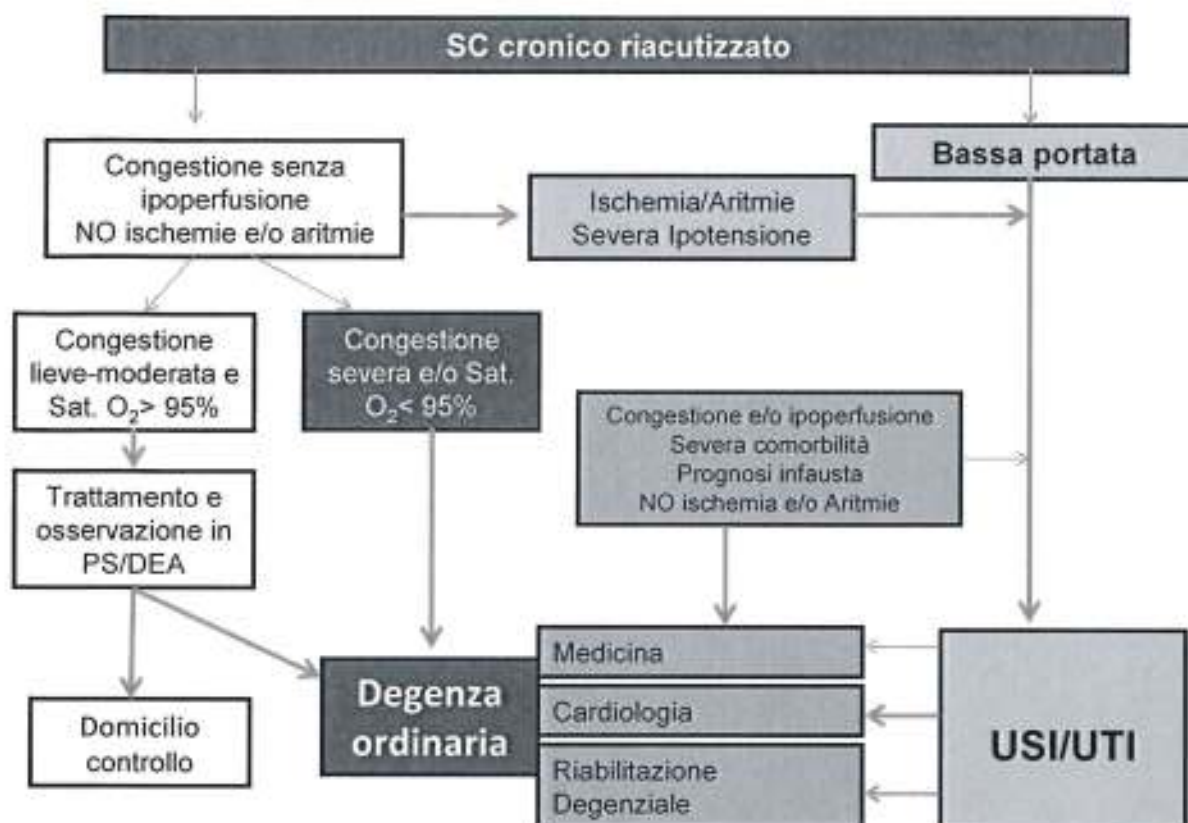 SC cronico riacutizzato
Congestione senza
ipoperfusione
NO ischemie e/o aritmie
Ischemia/Aritmie
Severa Ipotensione
Bassa portata
Congestione
lieve-moderata e
Sat. O₂> 95%
Congestione
severa e/o Sat.
O₂< 95%
Congestione e/o ipoperfusione
Severa comorbilità
Prognosi infausta
NO ischemia e/o Aritmie
Trattamento e
osservazione in
PS/DEA
Domicilio
controllo
Degenza
ordinaria
Medicina
Cardiologia
Riabilitazione
Degenziale
USI/UTI